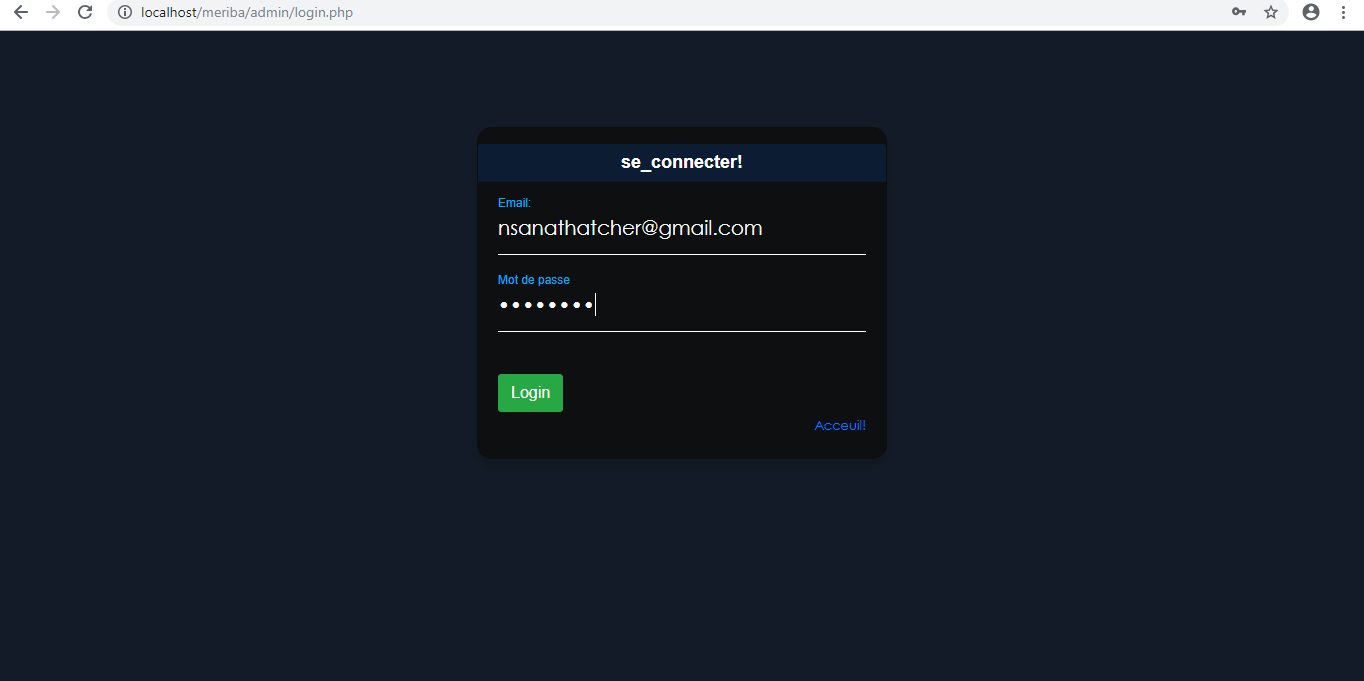 localhost/meriba/admin/login.php
se_connecter!
Email:
nsanathatcher@gmail.com
Mot de passe
••••••••
Login
Acceuil!